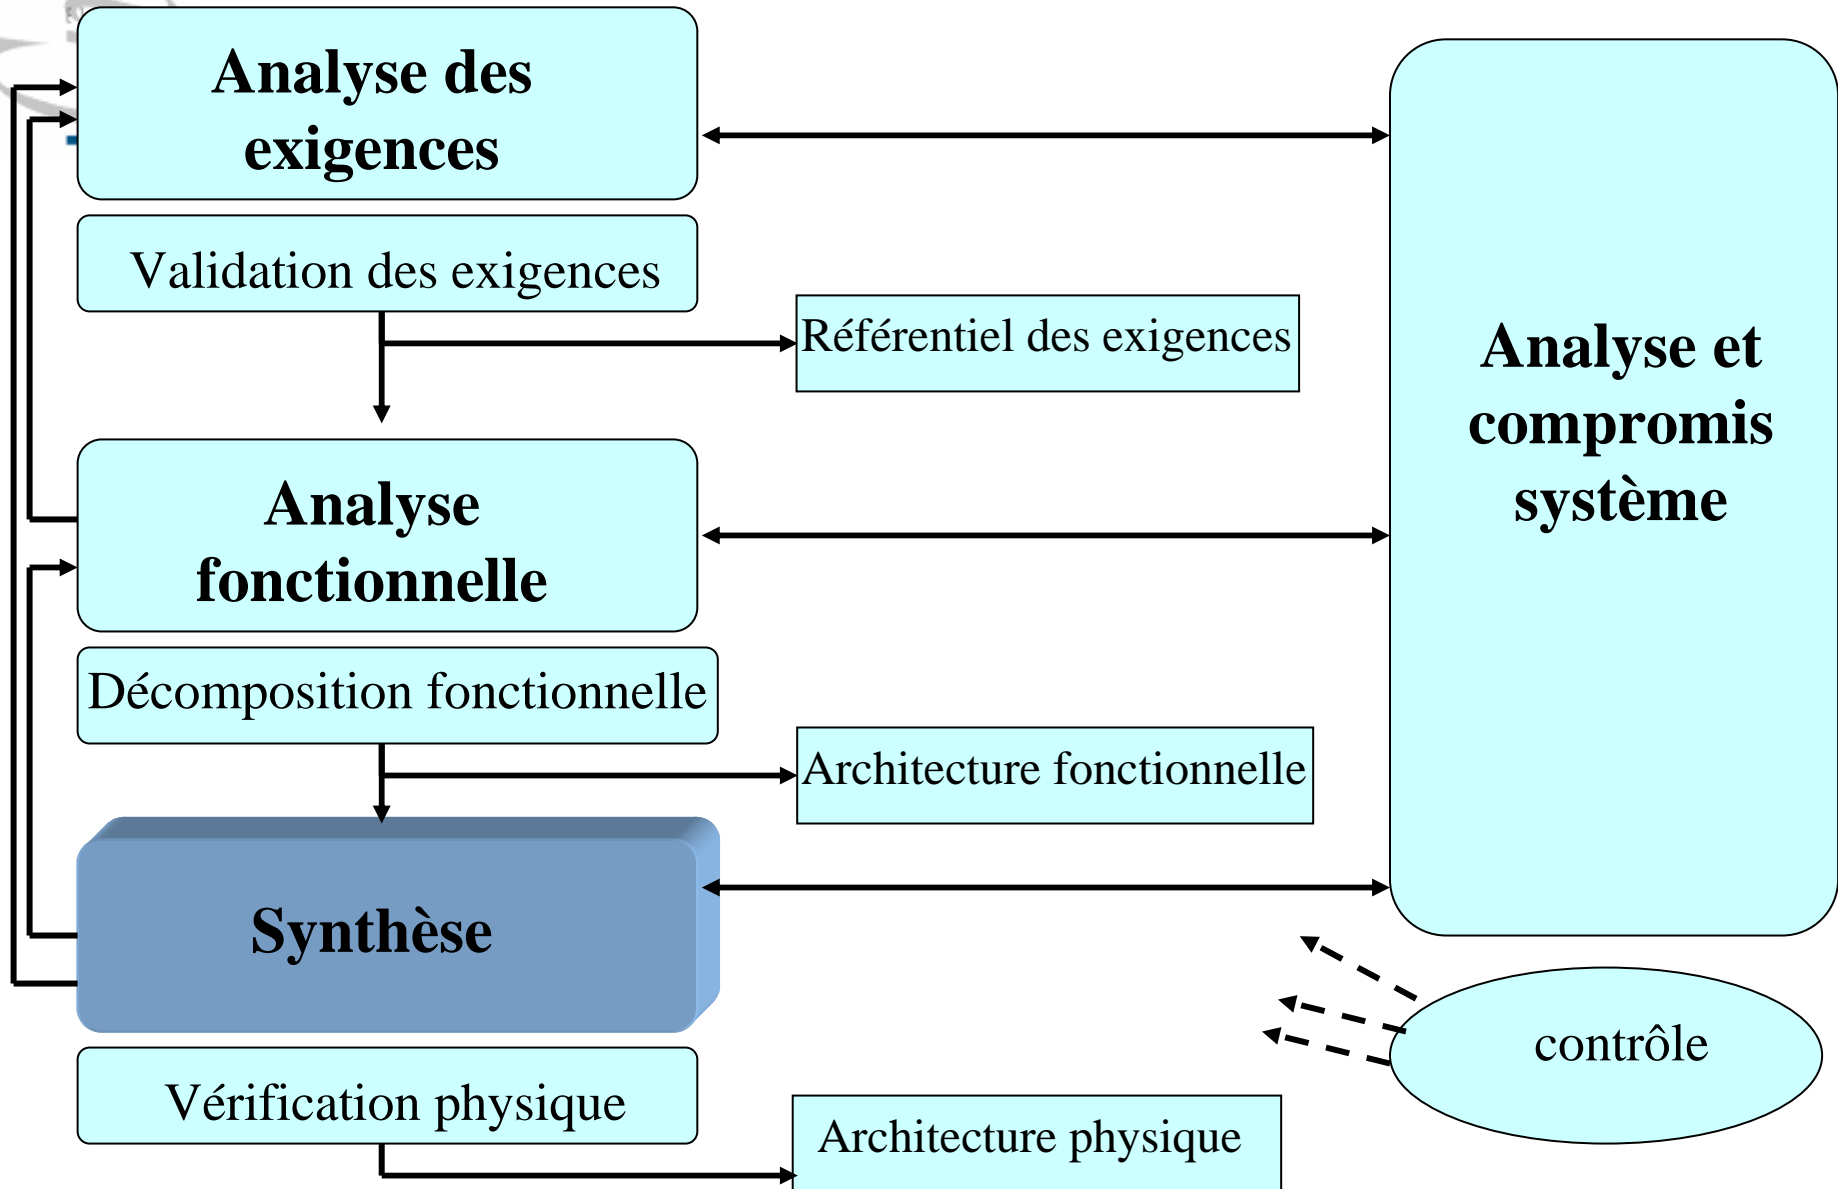 Analyse des
exigences
Validation des exigences
Référentiel des exigences
Analyse et
compromis
système
Analyse
fonctionnelle
Décomposition fonctionnelle
Architecture fonctionnelle
Synthèse
contrôle
Vérification physique
Architecture physique